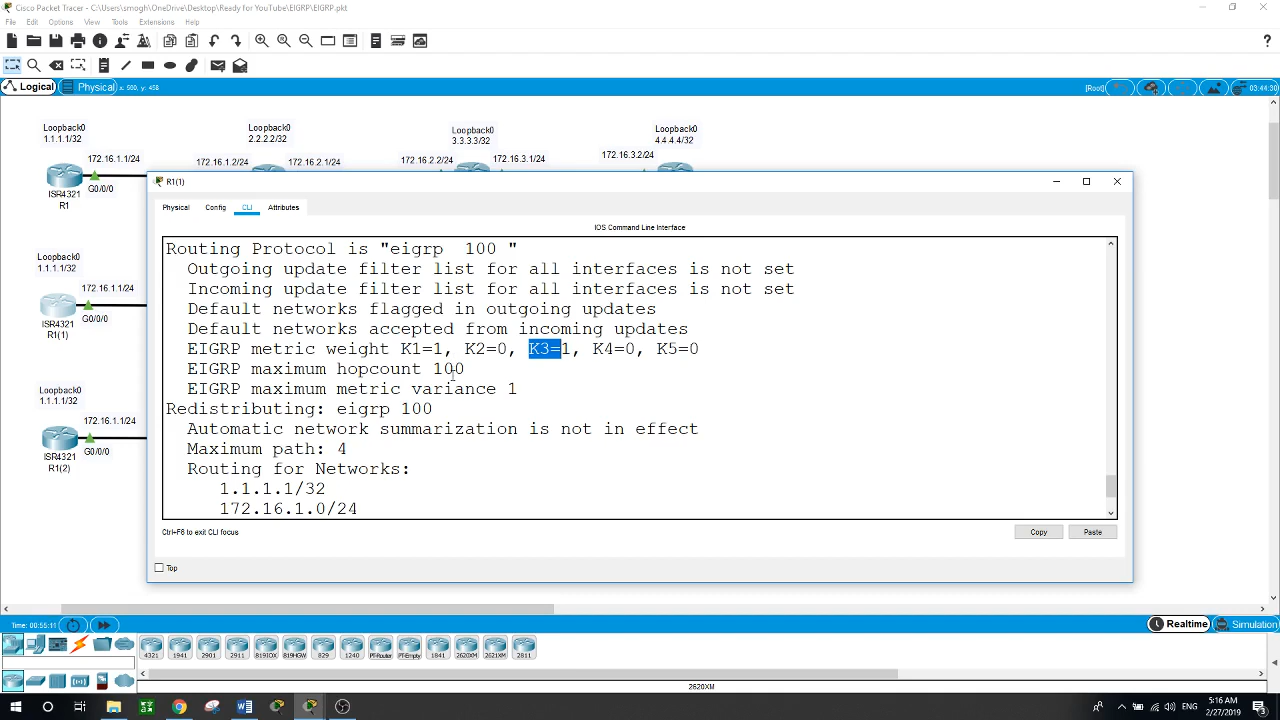 Cisco Packet Tracer - C:\Users\smogh\OneDrive\Desktop\Ready for YouTube\EIGRP\EIGRP.pkt
File Edit Options View Tools Extensions Help
Logical Physical x: 500, y: 458 [Root] 03:44:30
Loopback0
1.1.1.1/32
Loopback0
2.2.2.2/32
Loopback0
3.3.3.3/32
Loopback0
4.4.4.4/32
172.16.1.1/24 172.16.1.2/24 172.16.2.1/24 172.16.2.2/24 172.16.3.1/24 172.16.3.2/24
G0/0/0
ISR4321
R1
Loopback0
1.1.1.1/32
172.16.1.1/24
G0/0/0
ISR4321
R1(1)
Loopback0
1.1.1.1/32
172.16.1.1/24
G0/0/0
ISR4321
R1(2)
R1(1)
Physical Config CLI Attributes
IOS Command Line Interface
Routing Protocol is "eigrp 100 "
Outgoing update filter list for all interfaces is not set
Incoming update filter list for all interfaces is not set
Default networks flagged in outgoing updates
Default networks accepted from incoming updates
EIGRP metric weight K1=1, K2=0, K3=1, K4=0, K5=0
EIGRP maximum hopcount 100
EIGRP maximum metric variance 1
Redistributing: eigrp 100
Automatic network summarization is not in effect
Maximum path: 4
Routing for Networks:
1.1.1.1/32
172.16.1.0/24
Ctrl+F6 to exit CLI focus
Copy Paste
Top
Time: 00:55:11 Realtime Simulation
4321 1941 2901 2911 819IOX 819HGW 829 1240 PT-Router PT-Empty 1841 2620XM 2621XM 2811
2620XM
ENG 5:16 AM
2/27/2019